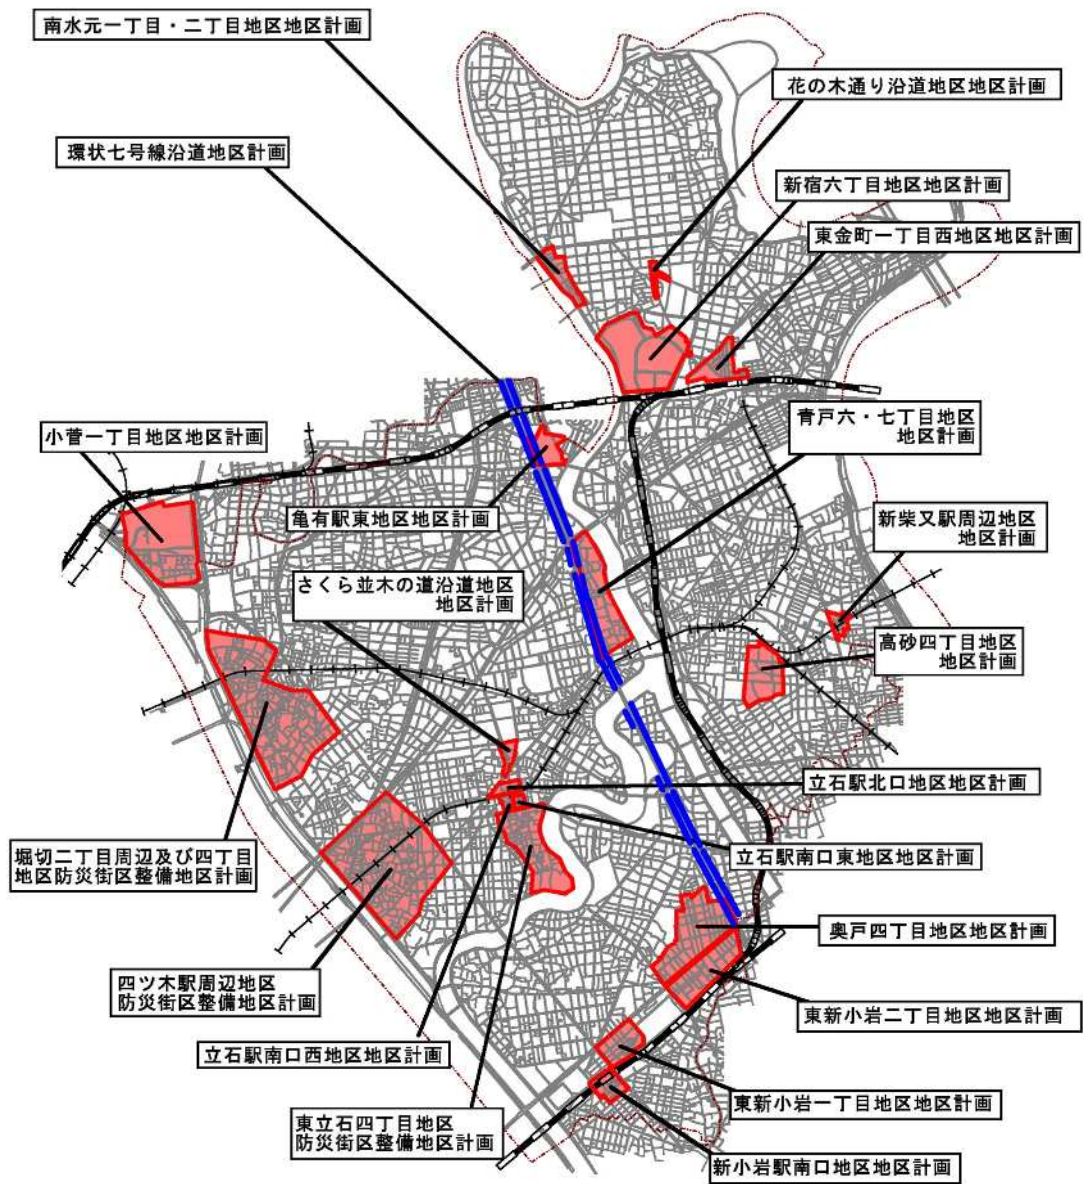 南水元一丁目・二丁目地区地区計画
花の木通り沿道地区地区計画
環状七号線沿道地区計画
新宿六丁目地区地区計画
東金町一丁目西地区地区計画
青戸六・七丁目地区
地区計画
小菅一丁目地区地区計画
亀有駅東地区地区計画
新柴又駅周辺地区
地区計画
さくら並木の道沿道地区
地区計画
高砂四丁目地区
地区計画
立石駅北口地区地区計画
堀切二丁目周辺及び四丁目
地区防災街区整備地区計画
立石駅南口東地区地区計画
奥戸四丁目地区地区計画
四ツ木駅周辺地区
防災街区整備地区計画
東新小岩二丁目地区地区計画
立石駅南口西地区地区計画
東新小岩一丁目地区地区計画
東立石四丁目地区
防災街区整備地区計画
新小岩駅南口地区地区計画